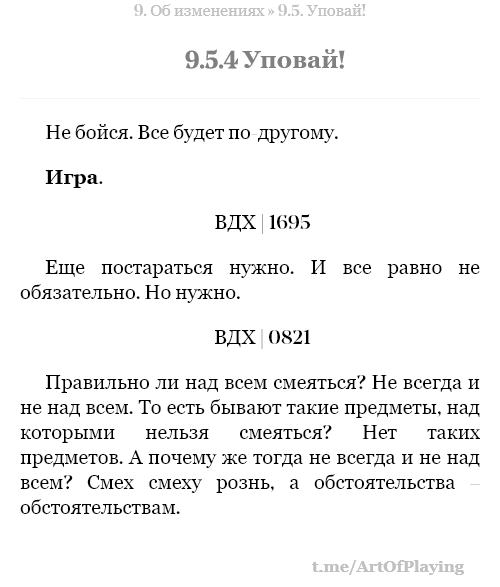 9. Об изменениях » 9.5. Уповай!
9.5.4 Уповай!
Не бойся. Все будет по-другому.
Игра.
ВДХ | 1695
Еще постараться нужно. И все равно не
обязательно. Но нужно.
ВДХ | 0821
Правильно ли над всем смеяться? Не всегда и
не над всем. То есть бывают такие предметы, над
которыми нельзя смеяться? Нет таких
предметов. А почему же тогда не всегда и не над
всем? Смех смеху рознь, а обстоятельства –
обстоятельствам.
t.me/ArtOfPlaying